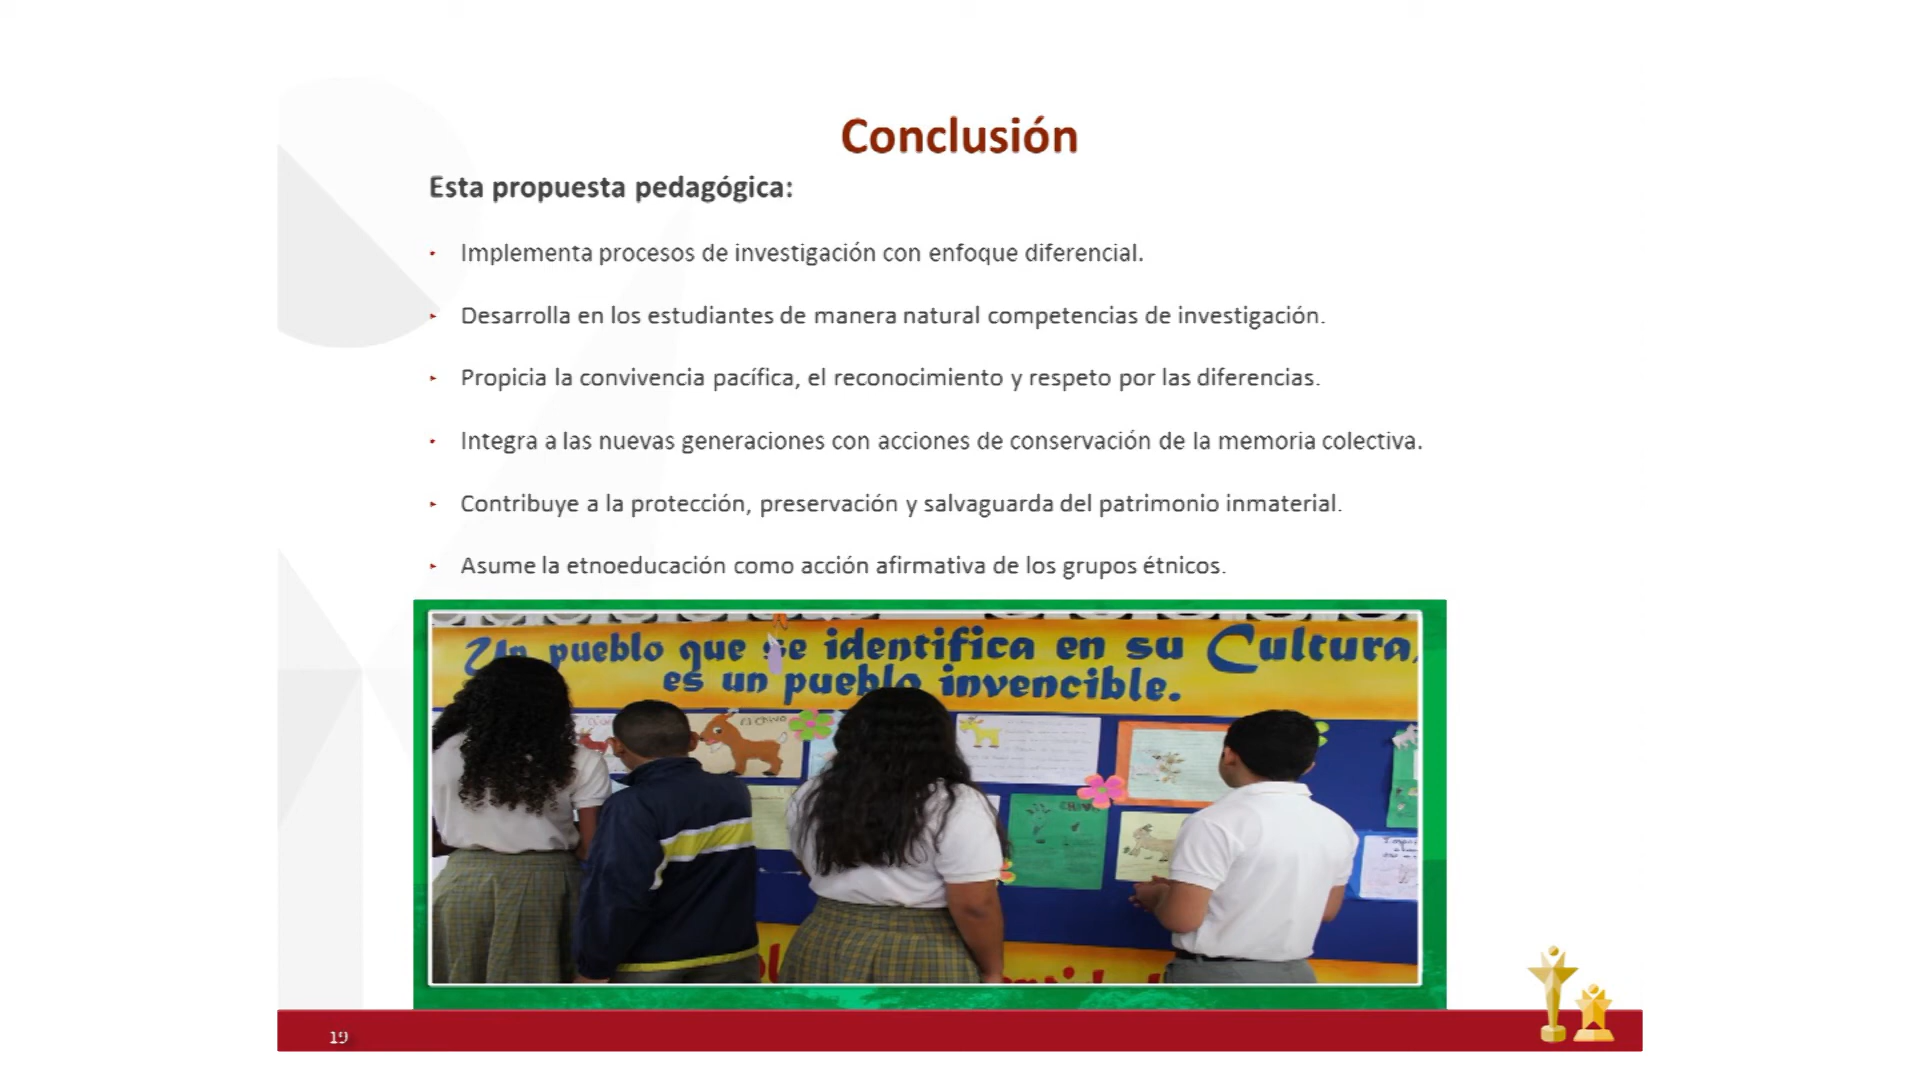 Conclusión
Esta propuesta pedagógica:
Implementa procesos de investigación con enfoque diferencial.
Desarrolla en los estudiantes de manera natural competencias de investigación.
Propicia la convivencia pacífica, el reconocimiento y respeto por las diferencias.
Integra a las nuevas generaciones con acciones de conservación de la memoria colectiva.
Contribuye a la protección, preservación y salvaguarda del patrimonio inmaterial.
Asume la etnoeducación como acción afirmativa de los grupos étnicos.
Un pueblo que se identifica en su Cultura,
es un pueblo invencible.
El Chivo
19